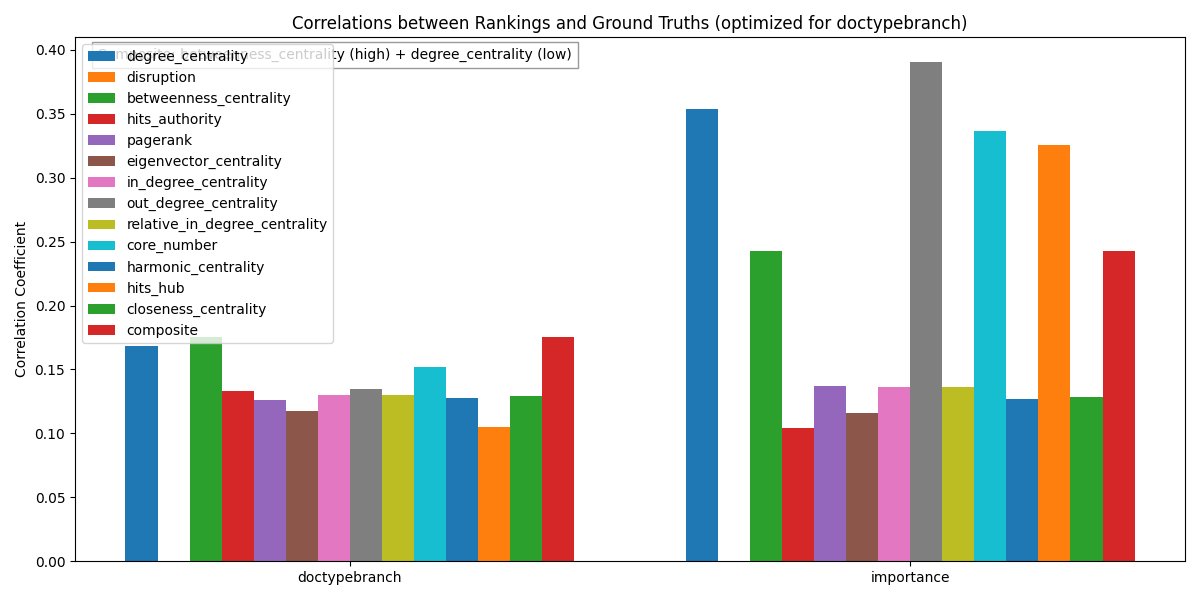 Correlations between Rankings and Ground Truths (optimized for doctypebranch)
Composite: betweenness_centrality (high) + degree_centrality (low)
degree_centrality
disruption
betweenness_centrality
hits_authority
pagerank
eigenvector_centrality
in_degree_centrality
out_degree_centrality
relative_in_degree_centrality
core_number
harmonic_centrality
hits_hub
closeness_centrality
composite
Correlation Coefficient
0.40
0.35
0.30
0.25
0.20
0.15
0.10
0.05
0.00
doctypebranch
importance